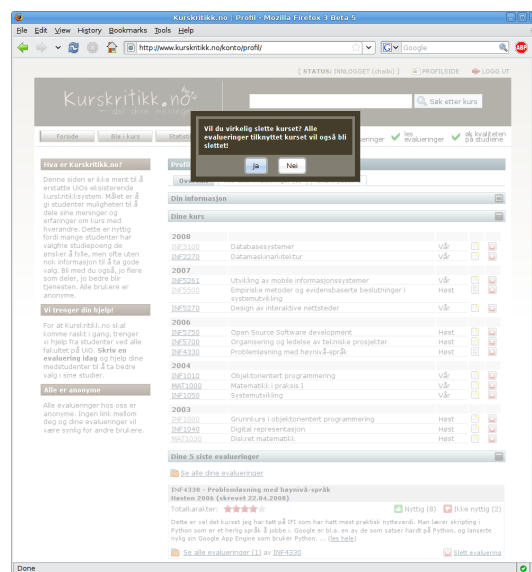 Kurskritikk.no | Profil - Mozilla Firefox 3 Beta 5
File Edit View History Bookmarks Tools Help
http://www.kurskritikk.no/konto/profil/
Google
ABP
[ STATUS: INNLOGGET (chaibi) ] PROFILSIDE LOGG UT
Kurskritikk.no
Søk etter kurs
Forside
Bla i kurs
les evalueringer
øk kvaliteten på studiene
Vil du virkelig slette kurset? Alle
evalueringer tilknyttet kurset vil også bli
slettet!
Ja
Nei
Hva er Kurskritikk.no?
Denne siden er ikke ment til å
erstatte UiOs eksisterende
kurskritikksystem. Målet er å
gi studenter muligheten til å
dele sine meninger og
erfaringer om kurs med
hverandre. Dette er nyttig
fordi mange studenter har
valgfrie studiepoeng de
ønsker å fylle, men ofte uten
nok informasjon til å ta gode
valg. Bli med du også, jo flere
som deler, jo bedre blir
tjenesten. Alle brukere er
anonyme.
Vi trenger din hjelp!
For at Kurskritikk.no skal
komme raskt i gang, trenger
vi hjelp fra studenter ved alle
fakultet på UiO. Skriv en
evaluering idag og hjelp dine
medstudenter til å ta bedre
valg i sine studier.
Alle er anonyme
Alle evalueringer hos oss er
anonyme. Ingen link mellom
deg og dine evalueringer vil
være synlig for andre brukere.
Profil
Din informasjon
Dine kurs
2008
INF3100 Databasesystemer Vår
INF2270 Datamaskinarkitektur Vår
2007
INF5261 Utvikling av mobile informasjonssystemer Vår
INF5500 Empiriske metoder og evidensbaserte beslutninger i Høst
systemutvikling
INF5270 Design av interaktive nettsteder Vår
2006
INF5750 Open Source Software development Høst
INF5700 Organisering og ledelse av tekniske prosjekter Høst
INF4330 Problemløsning med høynivå-språk Høst
2004
INF1010 Objektorientert programmering Vår
MAT1000 Matematikk i praksis I Vår
INF1050 Systemutvikling Vår
2003
INF1000 Grunnkurs i objektorientert programmering Høst
INF1040 Digital representasjon Høst
MAT1030 Diskret matematikk Høst
Dine 5 siste evalueringer
Se alle dine evalueringer
INF4330 - Problemløsning med høynivå-språk
Høsten 2006 (skrevet 22.04.2008)
Totalkarakter: Nyttig (8) Ikke nyttig (2)
Dette er vel det kurset jeg har tatt på IFI som har hatt mest praktisk nytteverdi. Man lærer skripting i
Python som er et herlig språk å jobbe i. Google er bl.a. en av de som satser hardt på Python, og lanserte
nylig sin Google App Engine som bruker Python. ... (les hele)
Se alle evalueringer (1) av INF4330 Slett evaluering
Done